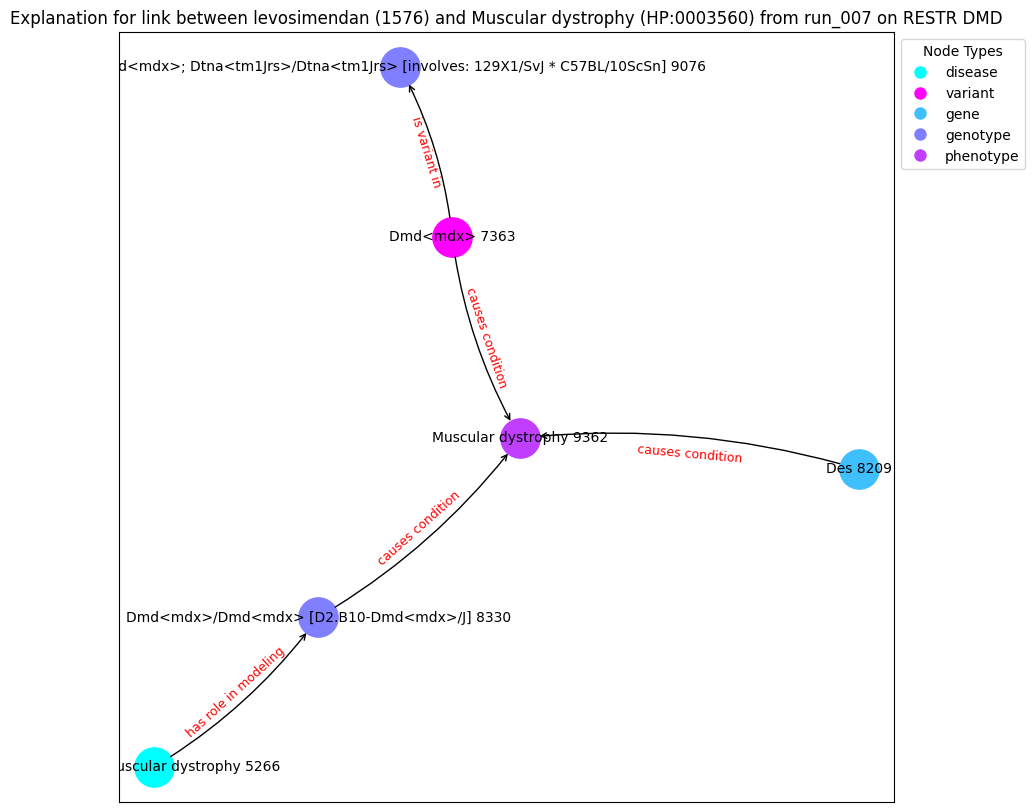 Explanation for link between levosimendan (1576) and Muscular dystrophy (HP:0003560) from run_007 on RESTR DMD
Node Types
disease
variant
gene
genotype
phenotype
d<mdx>; Dtna<tm1Jrs>/Dtna<tm1Jrs> [involves: 129X1/SvJ * C57BL/10ScSn] 9076
is variant in
Dmd<mdx> 7363
causes condition
Muscular dystrophy 9362
causes condition
Des 8209
causes condition
Dmd<mdx>/Dmd<mdx> [D2.B10-Dmd<mdx>/J] 8330
has role in modeling
uscular dystrophy 5266